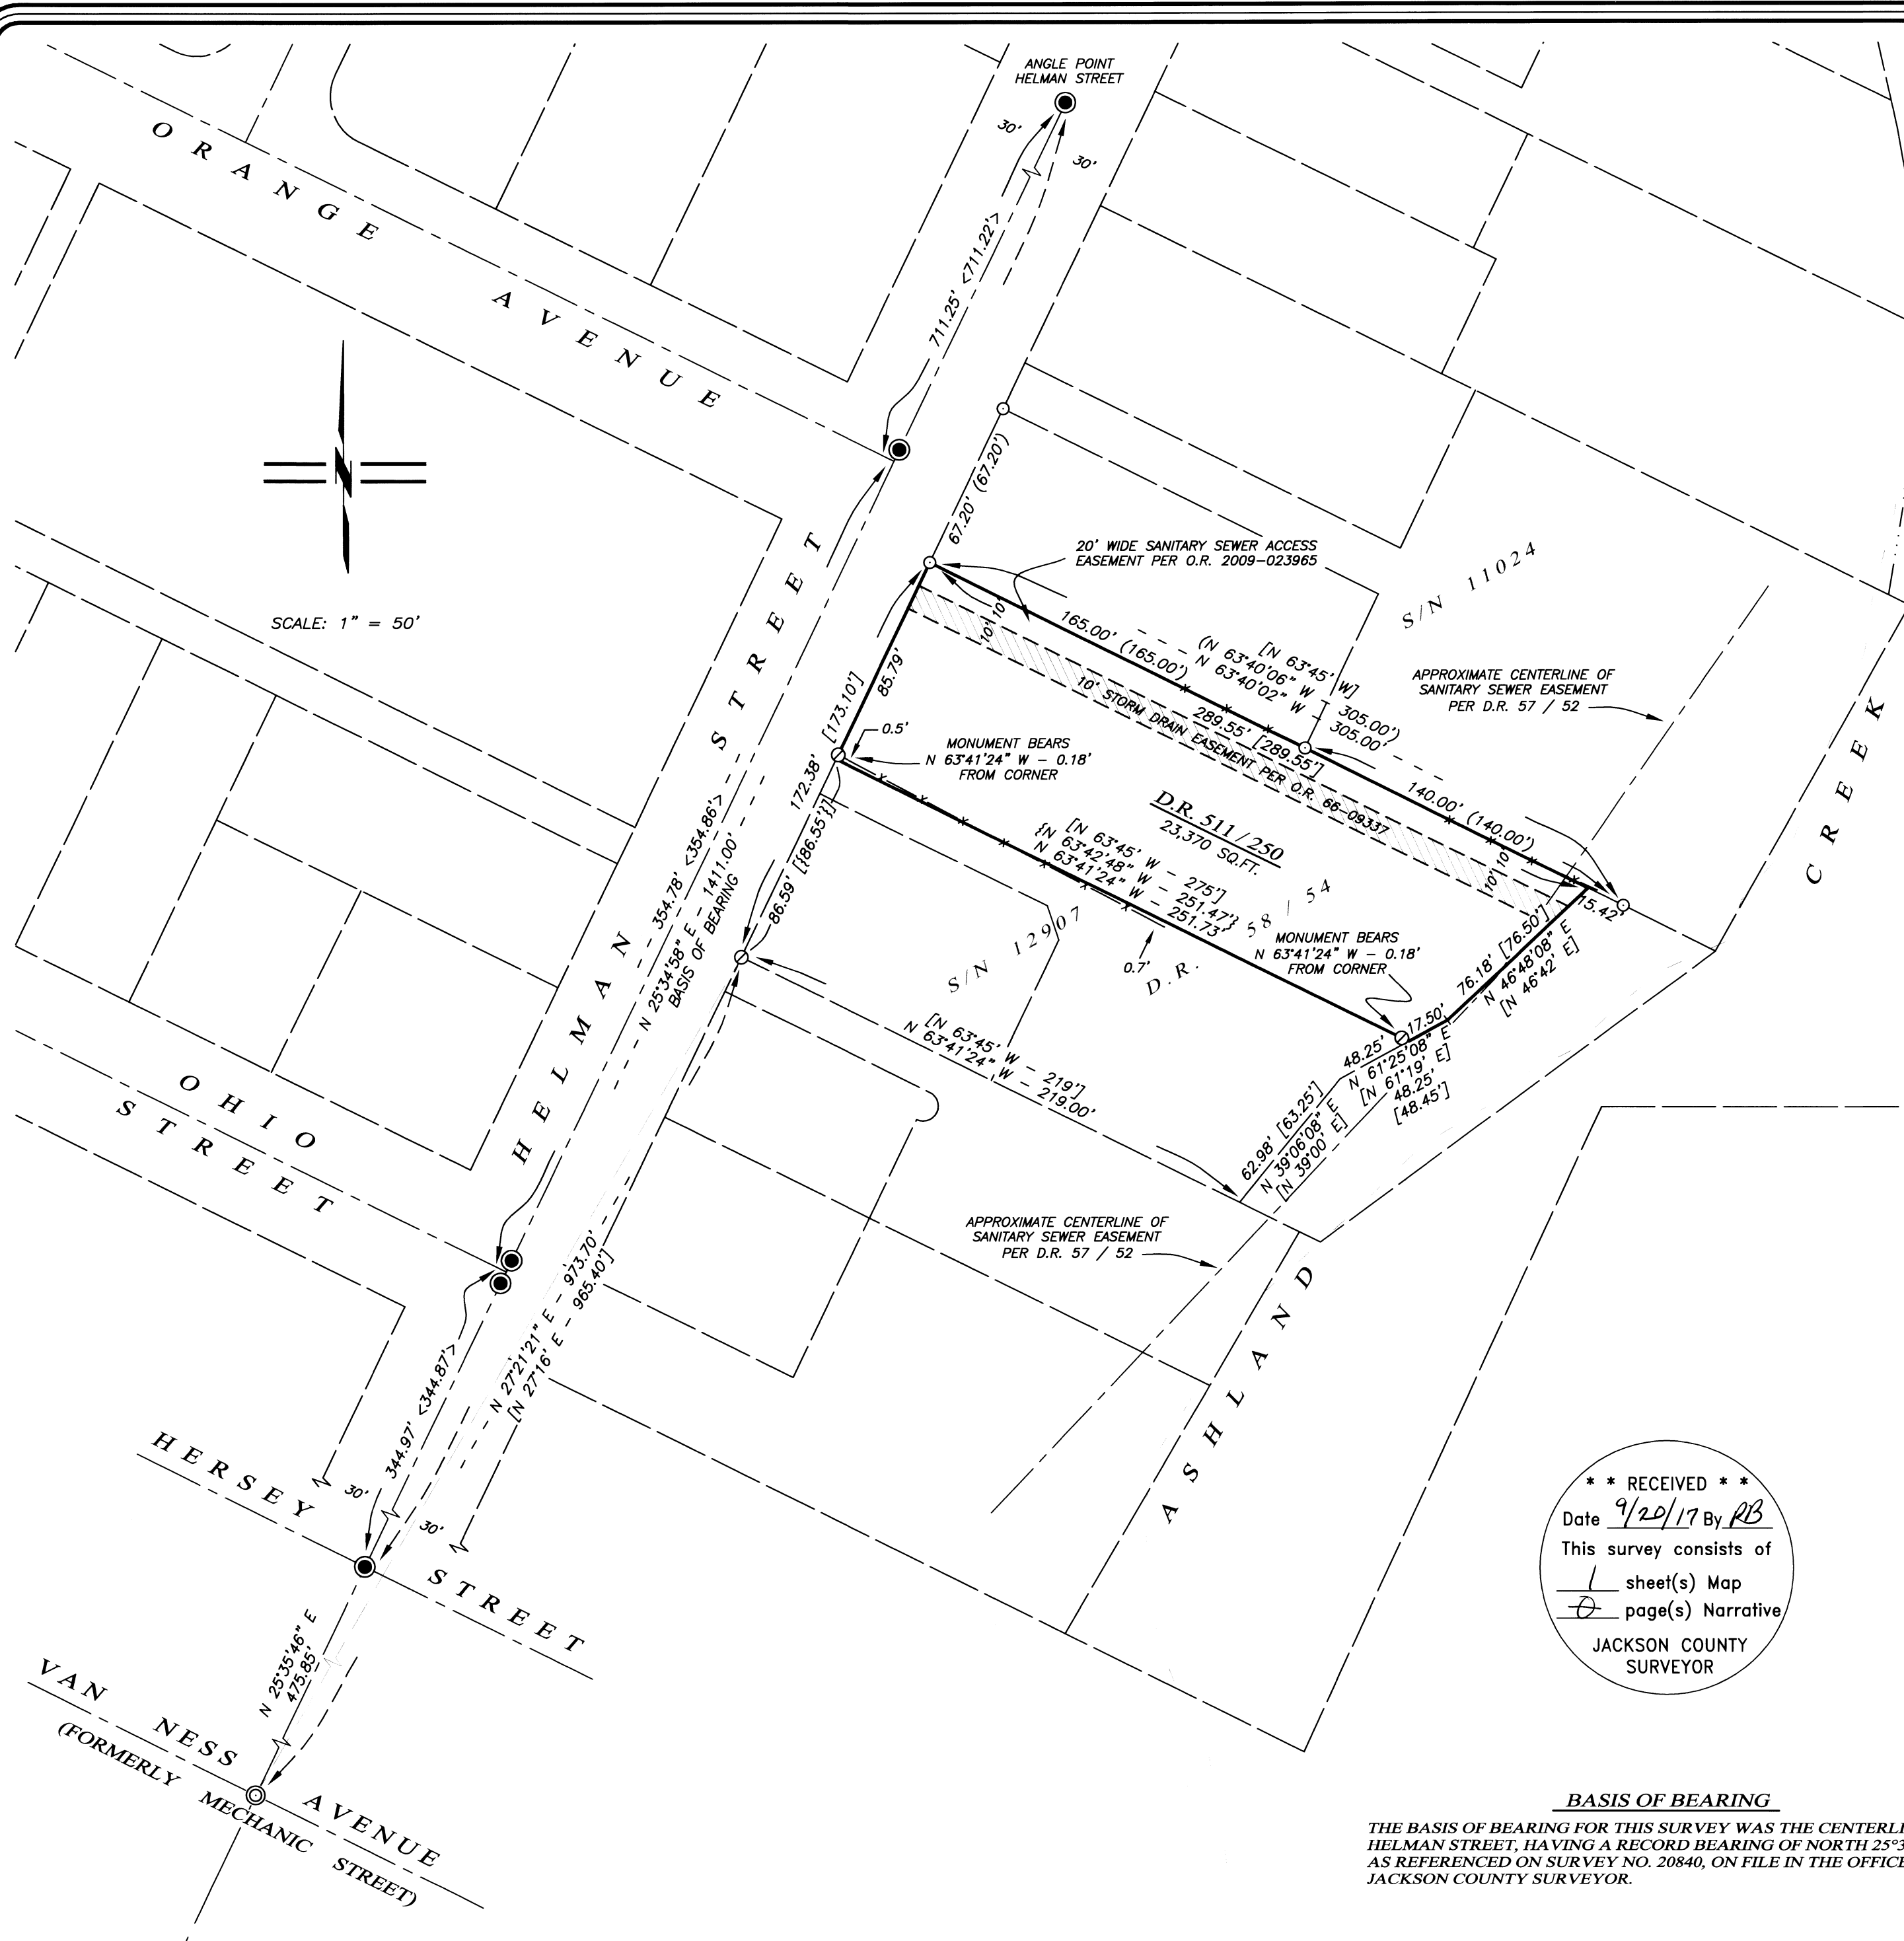 ANGLE POINT
HELMAN STREET
30'
30'
ORANGE
AVENUE
711.25' <711.22'>
67.20' (67.20')
SCALE: 1" = 50'
N
20' WIDE SANITARY SEWER ACCESS
EASEMENT PER O.R. 2009-023965
S/N 11024
10' 10'
165.00' (165.00')
[N 63°45' W]
(N 63°40'06" W - 305.00')
N 63°40'02" W - 305.00'
APPROXIMATE CENTERLINE OF
SANITARY SEWER EASEMENT
PER D.R. 57 / 52
CREEK
85.79'
172.38' [173.10']
0.5'
MONUMENT BEARS
N 63°41'24" W - 0.18'
FROM CORNER
289.55' [289.55']
10' STORM DRAIN EASEMENT PER O.R. 66-09337
140.00' (140.00')
10' 10'
15.42'
D.R. 511 / 250
23,370 SQ.FT.
[N 63°45' W - 275']
{N 63°42'48" W - 251.47'}
N 63°41'24" W - 251.73'
S/N 12907
D.R. 58 / 54
0.7'
MONUMENT BEARS
N 63°41'24" W - 0.18'
FROM CORNER
76.18' [76.50']
N 46°48'08" E
[N 46°42' E]
17.50'
48.25'
N 61°25'08" E
[N 61°19' E]
48.25'
[48.45']
62.98' [63.25']
N 39°06'08" E
[N 39°00' E]
86.59' [{86.55'}]
HELMAN STREET
354.78' <354.86'>
N 25°34'58" E - 1411.00'
BASIS OF BEARING
[N 63°45' W - 219']
N 63°41'24" W - 219.00'
OHIO
STREET
APPROXIMATE CENTERLINE OF
SANITARY SEWER EASEMENT
PER D.R. 57 / 52
ASHLAND
N 27°21'21" E - 973.70'
[N 27°16' E - 965.40']
344.97' <344.87'>
HERSEY
STREET
30'
30'
N 25°35'46" E
475.85'
VAN NESS AVENUE
(FORMERLY MECHANIC STREET)
* * RECEIVED * *
Date 9/20/17 By RB
This survey consists of
1 sheet(s) Map
0 page(s) Narrative
JACKSON COUNTY
SURVEYOR
BASIS OF BEARING
THE BASIS OF BEARING FOR THIS SURVEY WAS THE CENTERLI
HELMAN STREET, HAVING A RECORD BEARING OF NORTH 25°3
AS REFERENCED ON SURVEY NO. 20840, ON FILE IN THE OFFICE
JACKSON COUNTY SURVEYOR.